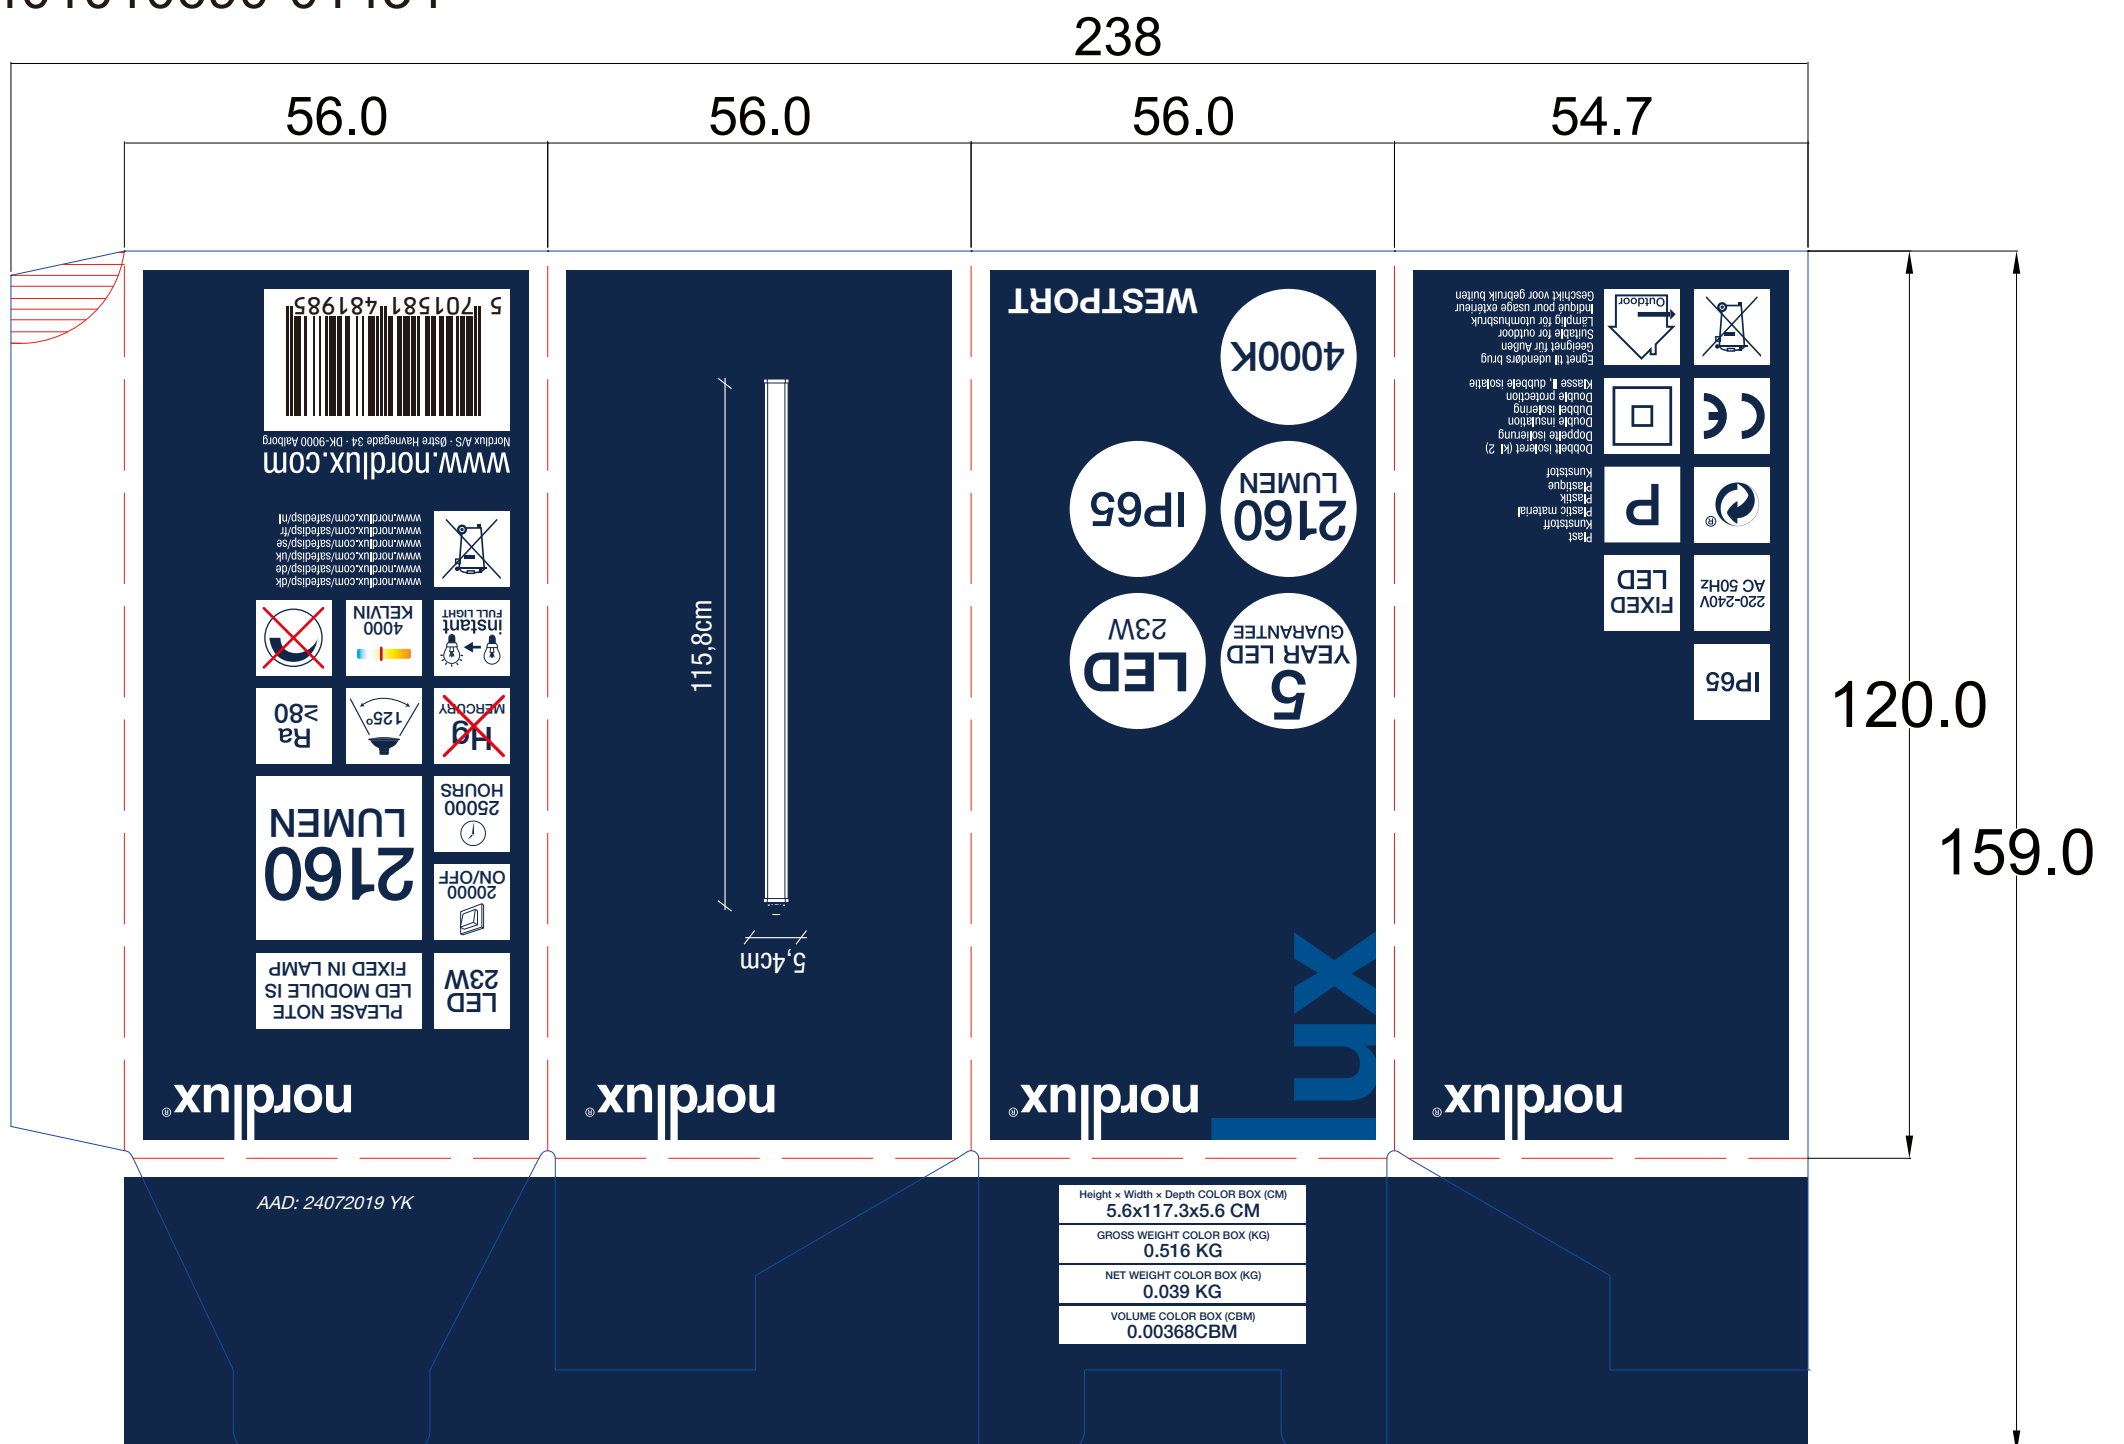 238
56.0
56.0
56.0
54.7
120.0
159.0
nordlux®
LED
23W
PLEASE NOTE
LED MODULE IS
FIXED IN LAMP
20000
ON/OFF
2160
LUMEN
25000
HOURS
Hg
MERCURY
125°
Ra
≥80
instant
FULL LIGHT
4000
KELVIN
www.nordlux.com/safedisp/dk
www.nordlux.com/safedisp/de
www.nordlux.com/safedisp/uk
www.nordlux.com/safedisp/se
www.nordlux.com/safedisp/fr
www.nordlux.com/safedisp/nl
www.nordlux.com
Nordlux A/S · Østre Havnegade 34 · DK-9000 Aalborg
5 701581 481985
nordlux®
5,4cm
115,8cm
nordlux®
lux
5
YEAR LED
GUARANTEE
LED
23W
2160
LUMEN
IP65
4000K
WESTPORT
nordlux®
IP65
220-240V
AC 50Hz
FIXED
LED
P
Plast
Kunststoff
Plastic material
Plastik
Plastique
Kunststof
CE
Dobbelt isoleret (kl. 2)
Doppelte isolierung
Double insulation
Dubbel isolering
Double protection
Klasse II, dubbele isolatie
Outdoor
Egnet til udendørs brug
Geeignet für Außen
Suitable for outdoor
Lämplig för utomhusbruk
Indiqué pour usage extérieur
Geschikt voor gebruik buiten
AAD: 24072019 YK
Height × Width × Depth COLOR BOX (CM)
5.6x117.3x5.6 CM
GROSS WEIGHT COLOR BOX (KG)
0.516 KG
NET WEIGHT COLOR BOX (KG)
0.039 KG
VOLUME COLOR BOX (CBM)
0.00368CBM